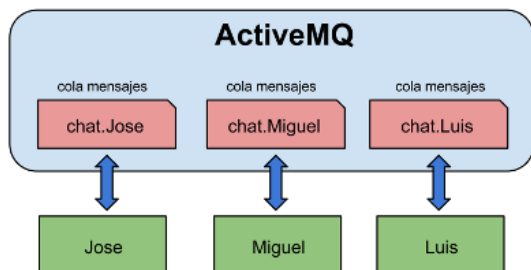 ActiveMQ
cola mensajes cola mensajes cola mensajes
chat.Jose chat.Miguel chat.Luis
Jose Miguel Luis